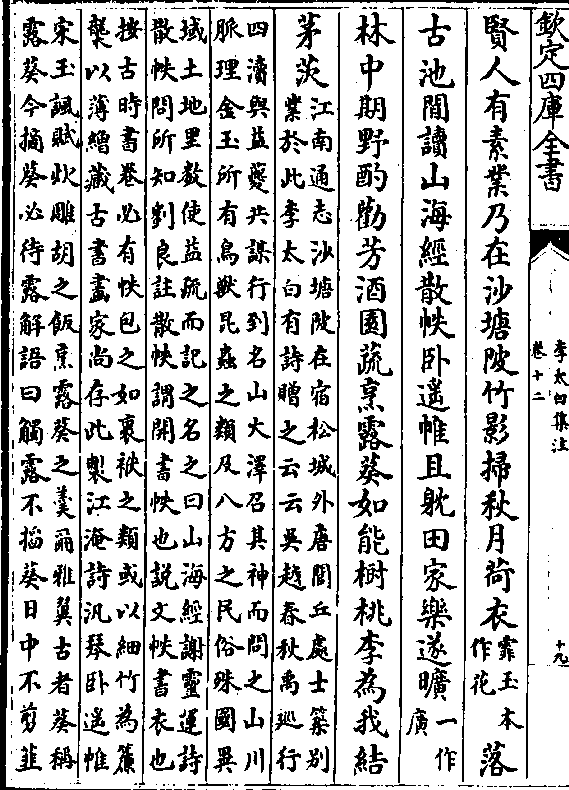 欽定四庫全書
李太白集注
卷十二
十九
賢人有素業乃在沙塘陂竹影掃秋月荷衣霏玉本作花落
古池閒讀山海經散帙卧遥帷且躭田家樂遂曠一作廣
林中期野酌勸芳酒園蔬烹露葵如能樹桃李為我結
茅茨江南通志沙塘陂在宿松城外唐閭丘處士築别
業於此李太白有詩贈之云云吳越春秋禹巡行
四瀆與益夔共謀行到名山大澤召其神而問之山川
脈理金玉所有鳥獸昆蟲之類及八方之民俗殊國異
域土地里數使益疏而記之名之曰山海經謝靈運詩
散帙問所知劉良註散帙謂開書帙也説文帙書衣也
按古時書卷必有帙包之如裹袱之類或以細竹為簾
襲以薄繒藏古書畫家尚存此製江淹詩汎琴卧遥帷
宋玉諷賦炊雕胡之飯烹露葵之羮爾雅翼古者葵稱
露葵今摘葵必待露解語曰觸露不搯葵日中不剪韭